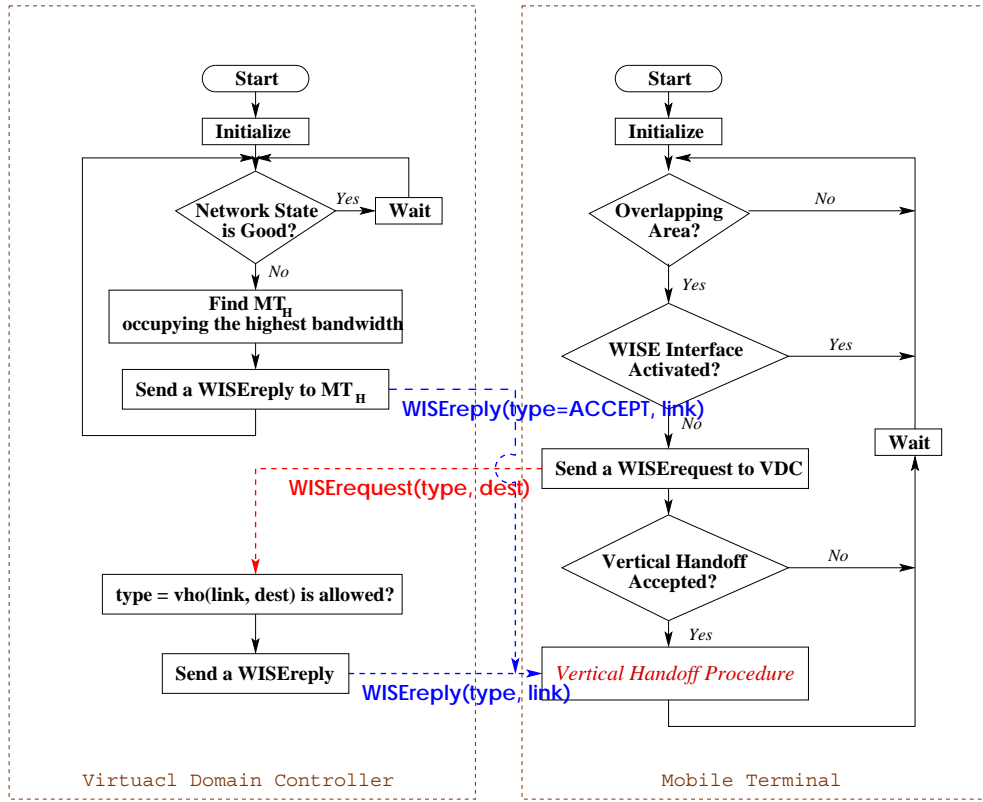 Start
Initialize
Network State
is Good?
Yes
Wait
No
Find MT_H
occupying the highest bandwidth
Send a WISEreply to MT_H
WISEreply(type=ACCEPT, link)
WISErequest(type, dest)
type = vho(link, dest) is allowed?
Send a WISEreply
WISEreply(type, link)
Virtuacl Domain Controller
Start
Initialize
Overlapping
Area?
No
Yes
WISE Interface
Activated?
Yes
No
Wait
Send a WISErequest to VDC
Vertical Handoff
Accepted?
No
Yes
Vertical Handoff Procedure
Mobile Terminal